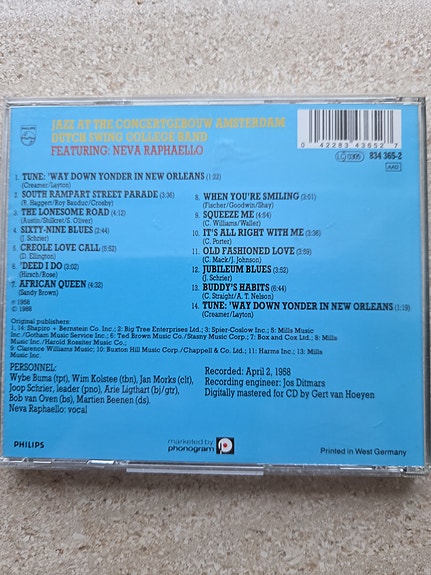 PHILIPS
JAZZ AT THE CONCERTGEBOUW AMSTERDAM
DUTCH SWING COLLEGE BAND
FEATURING: NEVA RAPHAELLO
0 42283 43652 7
LC 0305
834 365-2
AAD
1. TUNE: 'WAY DOWN YONDER IN NEW ORLEANS (1:22)
(Creamer/Layton)
2. SOUTH RAMPART STREET PARADE (3:36)
(B. Haggert/Roy Bauduc/Crosby)
3. THE LONESOME ROAD (4:12)
(Austin/Shilkret/S. Oliver)
4. SIXTY-NINE BLUES (2:44)
(J. Schrier)
5. CREOLE LOVE CALL (5:52)
(D. Ellington)
6. 'DEED I DO (3:02)
(Hirsch/Rose)
7. AFRICAN QUEEN (4:32)
(Sandy Brown)
℗ 1958
© 1988
8. WHEN YOU'RE SMILING (3:01)
(Fischer/Goodwin/Shay)
9. SQUEEZE ME (4:54)
(C. Williams/Waller)
10. IT'S ALL RIGHT WITH ME (3:36)
(C. Porter)
11. OLD FASHIONED LOVE (3:59)
(C. Mack/J. Johnson)
12. JUBILEUM BLUES (3:52)
(J. Schrier)
13. BUDDY'S HABITS (6:44)
(C. Straight/A. T. Nelson)
14. TUNE: 'WAY DOWN YONDER IN NEW ORLEANS (1:19)
(Creamer/Layton)
Original publishers:
1; 14: Shapiro + Bernstein Co. Inc.; 2: Big Tree Enterprises Ltd.; 3: Spier-Coslow Inc.; 5: Mills Music
Inc./Gotham Music Service Inc.; 6: Ted Brown Music Co./Stasny Music Corp.; 7: Box and Cox Ltd.; 8: Mills
Music Inc./Harold Rossiter Music Co.;
9: Clarence Williams Music; 10: Buxton Hill Music Corp./Chappell & Co. Ltd.; 11: Harms Inc.; 13: Mills
Music Inc.
PERSONNEL:
Wybe Buma (tpt), Wim Kolstee (tbn), Jan Morks (clt),
Joop Schrier, leader (pno), Arie Ligthart (bj/gtr),
Bob van Oven (bs), Martien Beenen (ds).
Neva Raphaello: vocal
Recorded: April 2, 1958
Recording engineer: Jos Ditmars
Digitally mastered for CD by Gert van Hoeyen
PHILIPS
marketed by
phonogram
Printed in West Germany